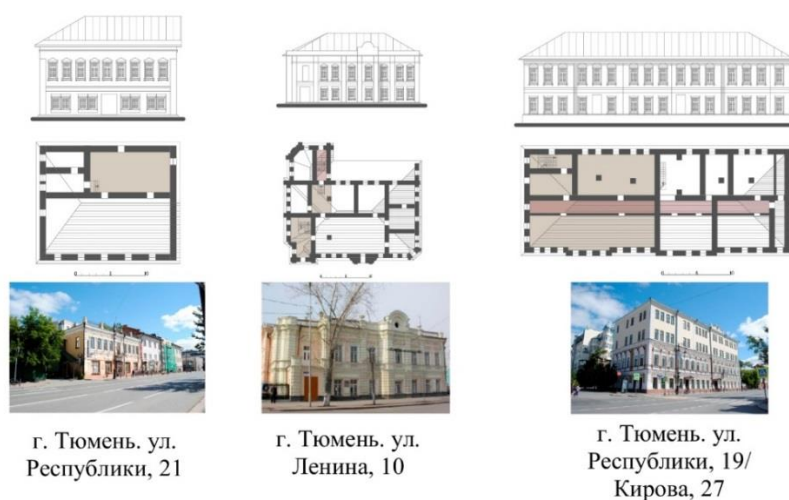 г. Тюмень. ул.
Республики, 21
г. Тюмень. ул.
Ленина, 10
г. Тюмень. ул.
Республики, 19/
Кирова, 27